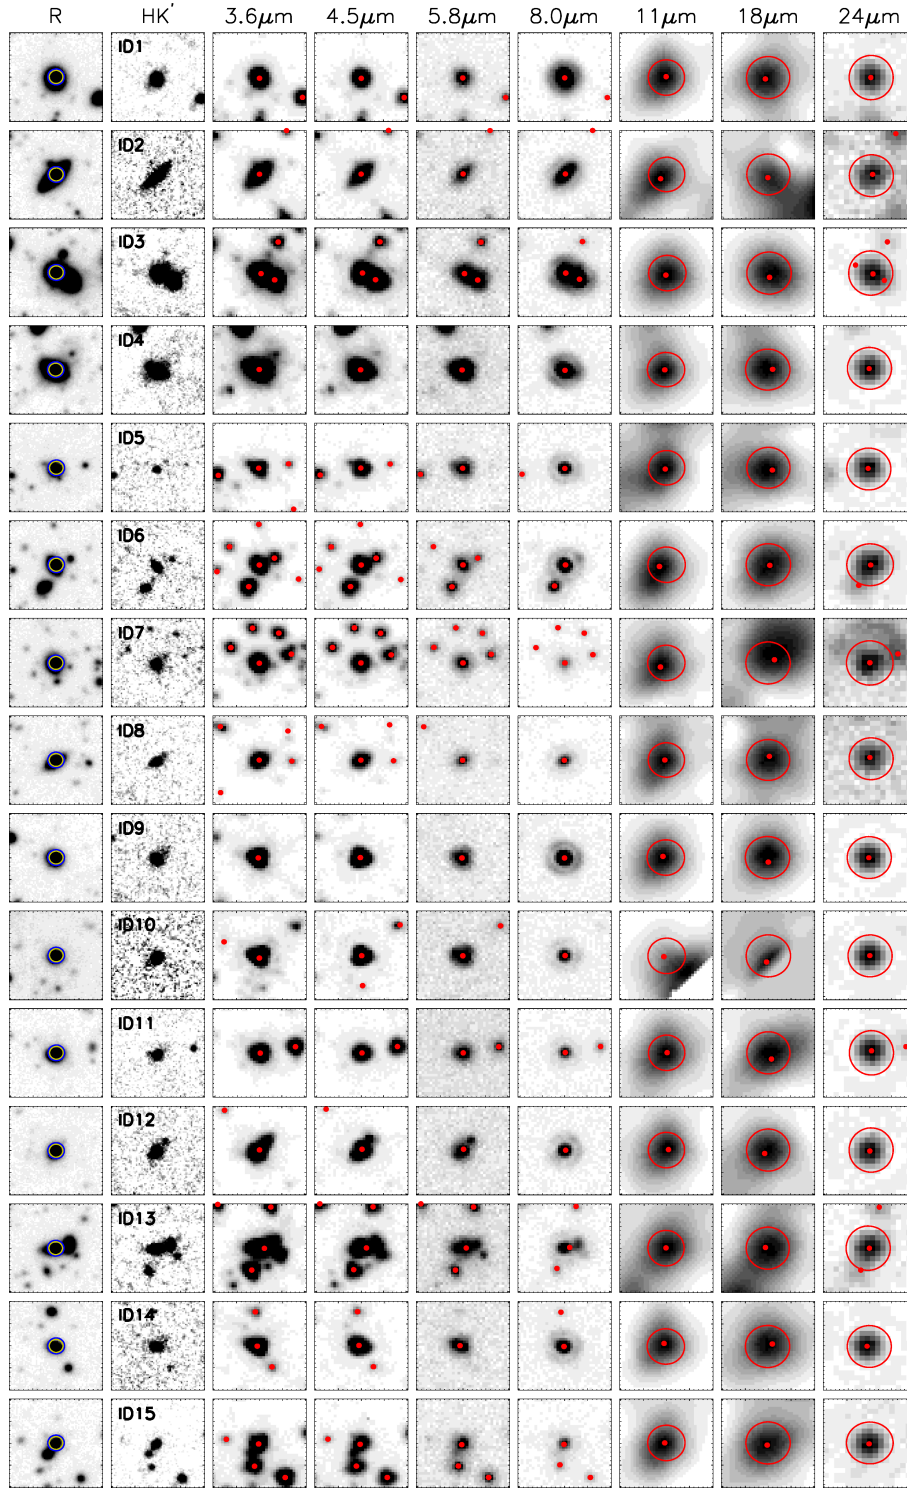 R HK′ 3.6μm 4.5μm 5.8μm 8.0μm 11μm 18μm 24μm
ID1
ID2
ID3
ID4
ID5
ID6
ID7
ID8
ID9
ID10
ID11
ID12
ID13
ID14
ID15